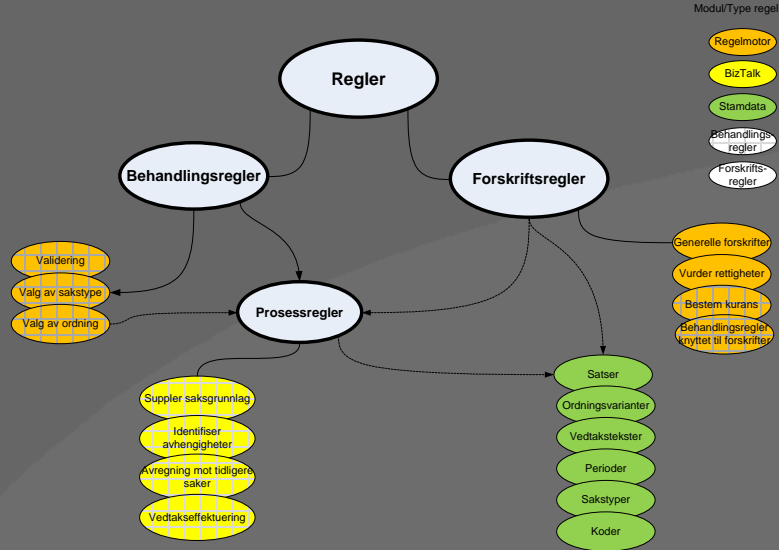 Modul/Type regel
Regelmotor
BizTalk
Stamdata
Behandlings-
regler
Forskrifts-
regler
Regler
Behandlingsregler
Forskriftsregler
Validering
Valg av sakstype
Valg av ordning
Prosessregler
Generelle forskrifter
Vurder rettigheter
Bestem kurans
Behandlingsregler
knyttet til forskrifter
Suppler saksgrunnlag
Identifiser
avhengigheter
Avregning mot tidligere
saker
Vedtakseffektuering
Satser
Ordningsvarianter
Vedtakstekster
Perioder
Sakstyper
Koder